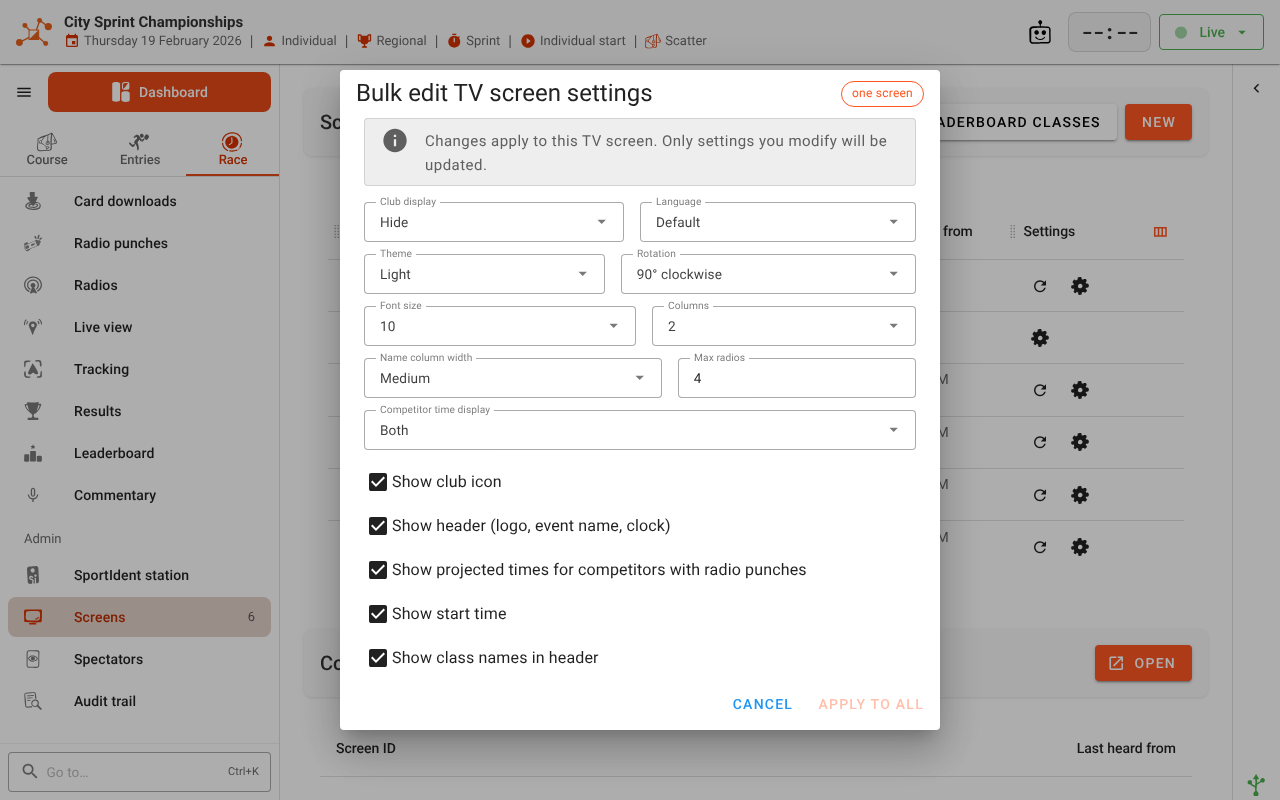 City Sprint Championships
Thursday 19 February 2026 | Individual | Regional | Sprint | Individual start | Scatter
--:--
Live
Dashboard
Course
Entries
Race
Card downloads
Radio punches
Radios
Live view
Tracking
Results
Leaderboard
Commentary
Admin
SportIdent station
Screens 6
Spectators
Audit trail
Go to… Ctrl+K
CLASSES
NEW
from
Settings
OPEN
Screen ID
Last heard from
Bulk edit TV screen settings
one screen
Changes apply to this TV screen. Only settings you modify will be
updated.
Club display
Hide
Language
Default
Theme
Light
Rotation
90° clockwise
Font size
10
Columns
2
Name column width
Medium
Max radios
4
Competitor time display
Both
Show club icon
Show header (logo, event name, clock)
Show projected times for competitors with radio punches
Show start time
Show class names in header
CANCEL
APPLY TO ALL